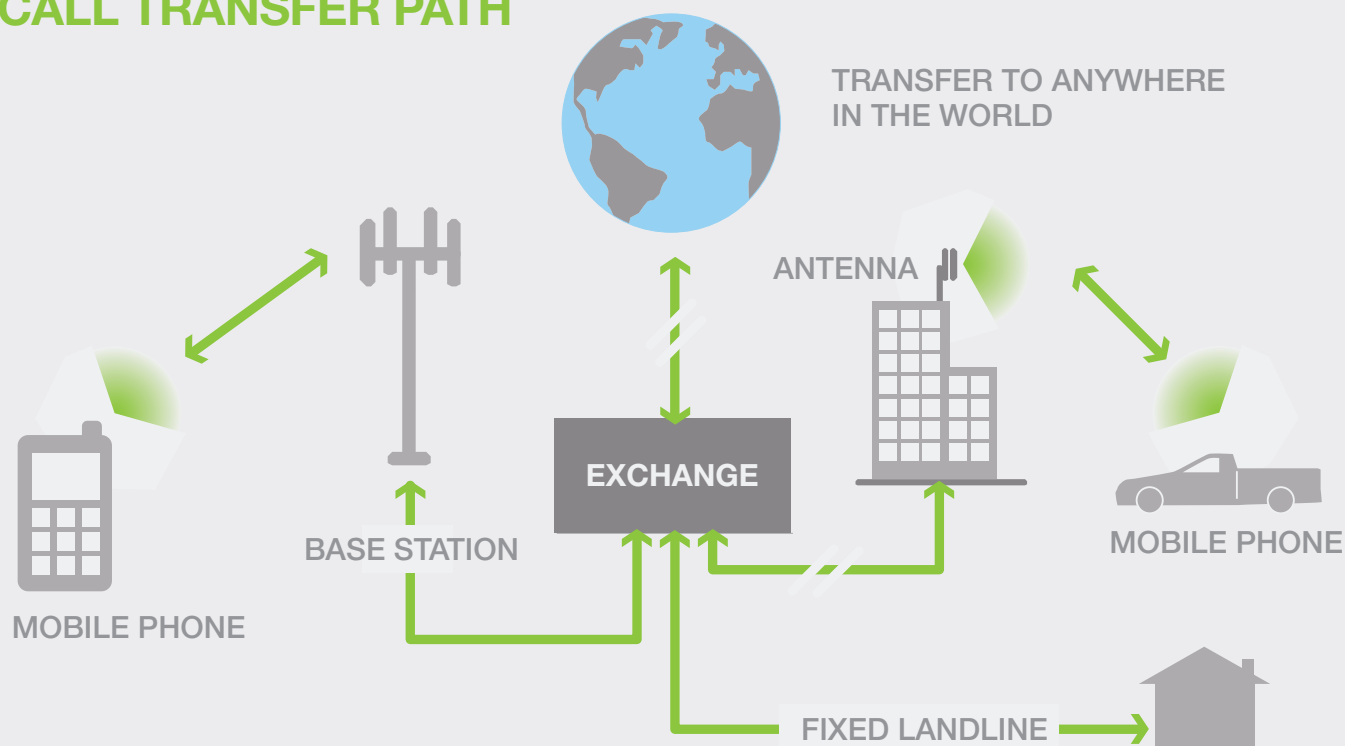 CALL TRANSFER PATH
TRANSFER TO ANYWHERE
IN THE WORLD
ANTENNA
EXCHANGE
BASE STATION
MOBILE PHONE
MOBILE PHONE
FIXED LANDLINE